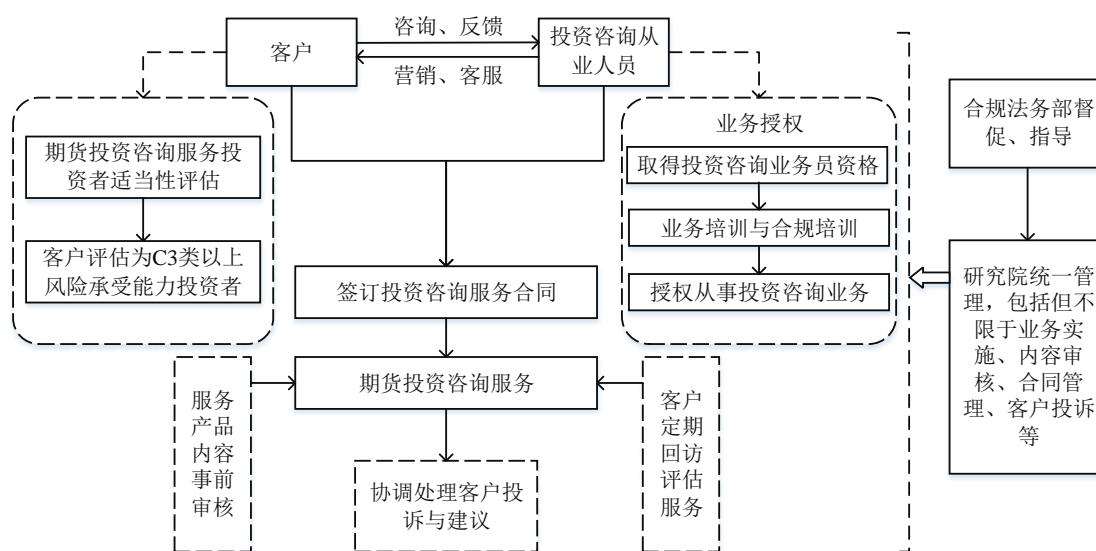 客户
咨询、反馈
营销、客服
投资咨询从
业人员
期货投资咨询服务投
资者适当性评估
客户评估为C3类以上
风险承受能力投资者
业务授权
取得投资咨询业务员资格
业务培训与合规培训
授权从事投资咨询业务
合规法务部督
促、指导
研究院统一管
理，包括但不
限于业务实
施、内容审
核、合同管
理、客户投诉
等
签订投资咨询服务合同
期货投资咨询服务
服务
产品
内容
事前
审核
客户
定期
回访
评估
服务
协调处理客户投
诉与建议